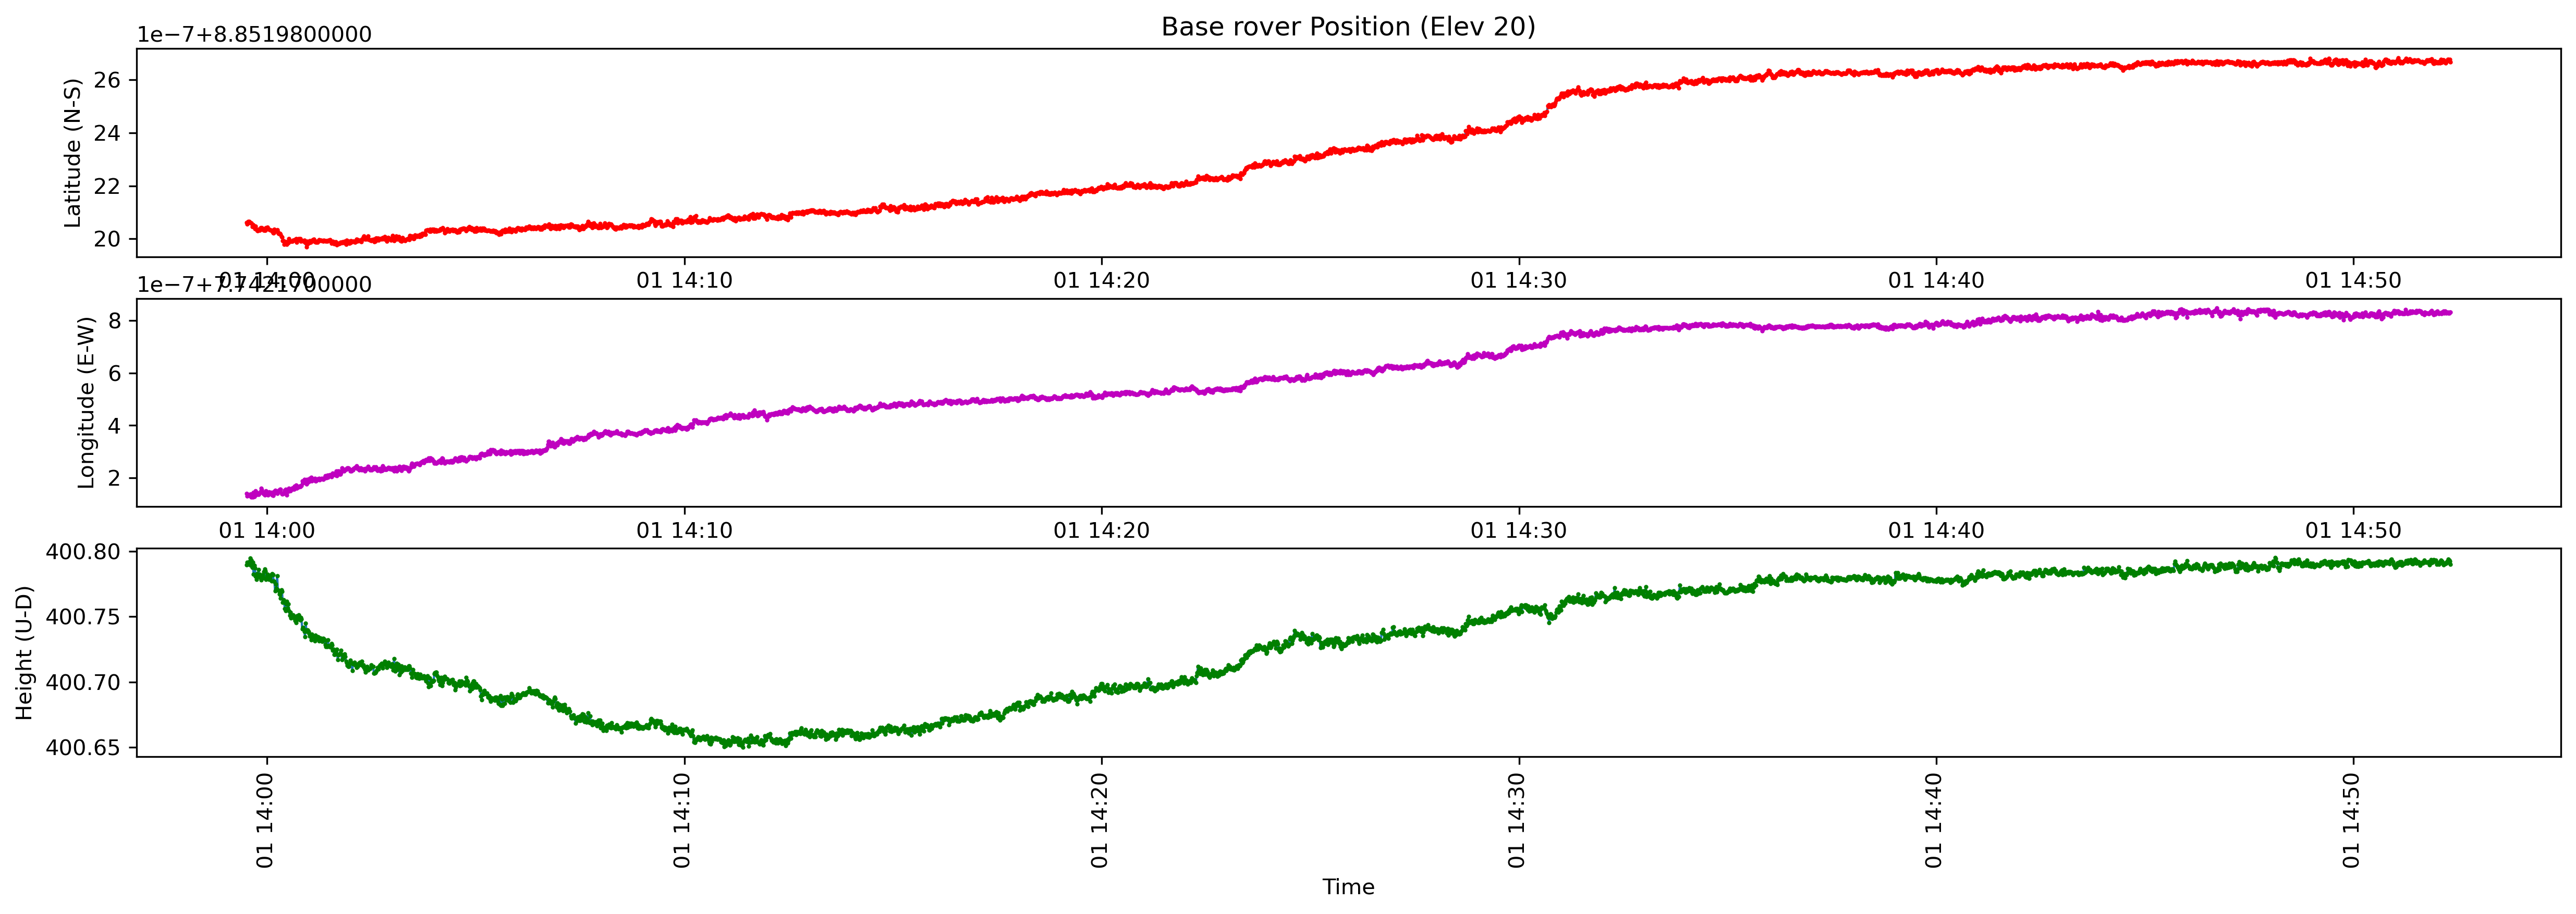 Base rover Position (Elev 20)
1e−7+8.8519800000
Latitude (N-S)
26
24
22
20
01 14:00 01 14:10 01 14:20 01 14:30 01 14:40 01 14:50
1e−7+7.7421700000
Longitude (E-W)
8
6
4
2
01 14:00 01 14:10 01 14:20 01 14:30 01 14:40 01 14:50
Height (U-D)
400.80
400.75
400.70
400.65
01 14:00 01 14:10 01 14:20 01 14:30 01 14:40 01 14:50
Time